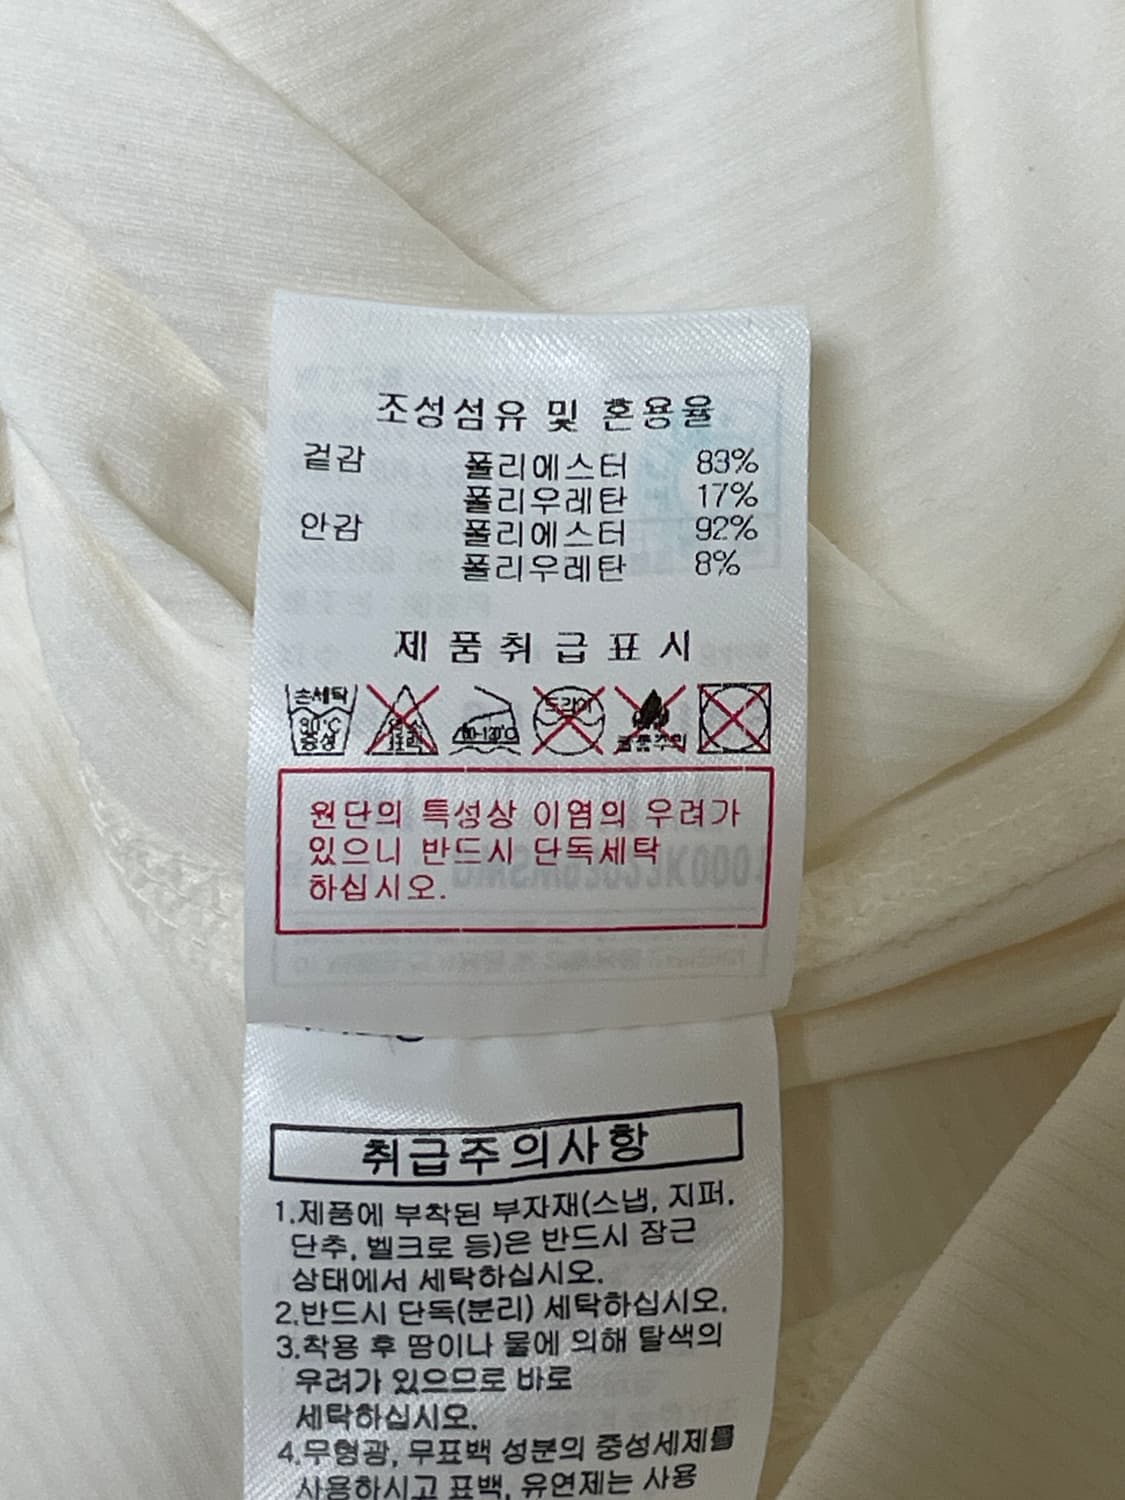 조성섬유 및 혼용율
겉감 폴리에스터 83%
폴리우레탄 17%
안감 폴리에스터 92%
폴리우레탄 8%
제품취급표시
손세탁 30°C 중성
드라이
원단의 특성상 이염의 우려가
있으니 반드시 단독세탁
하십시오.
취급주의사항
1.제품에 부착된 부자재(스냅, 지퍼,
단추, 벨크로 등)은 반드시 잠근
상태에서 세탁하십시오.
2.반드시 단독(분리) 세탁하십시오.
3.착용 후 땀이나 물에 의해 탈색의
우려가 있으므로 바로
세탁하십시오.
4.무형광, 무표백 성분의 중성세제를
사용하시고 표백, 유연제는 사용